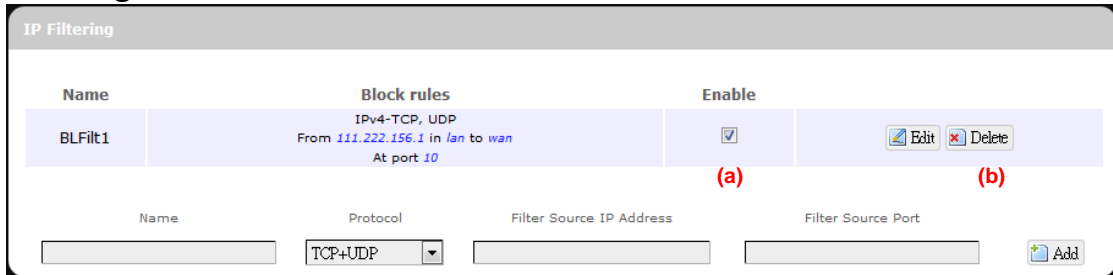 IP Filtering
Name Block rules Enable
IPv4-TCP, UDP
BLFilt1 From 111.222.156.1 in lan to wan Edit Delete
At port 10
(a) (b)
Name Protocol Filter Source IP Address Filter Source Port
TCP+UDP Add